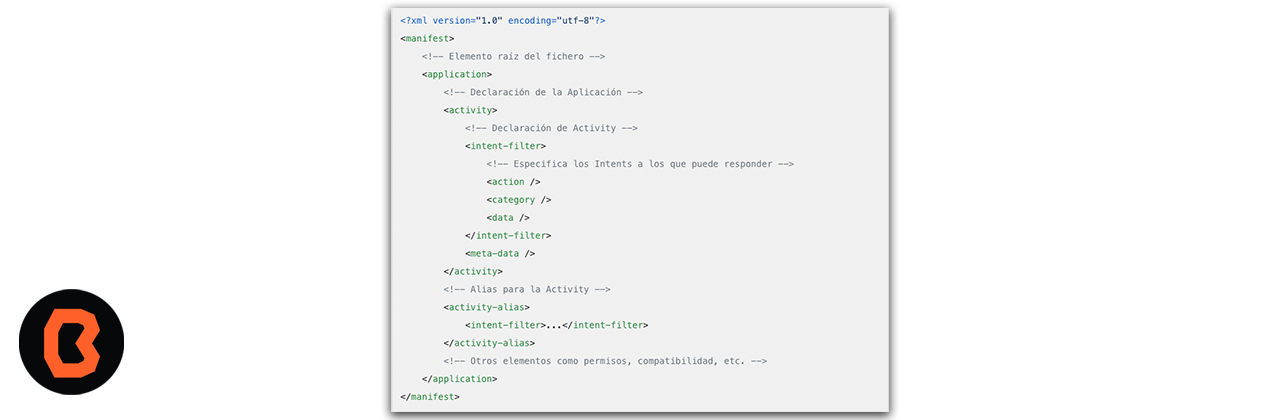 <?xml version="1.0" encoding="utf-8"?>
<manifest>
<!-- Elemento raíz del fichero -->
<application>
<!-- Declaración de la Aplicación -->
<activity>
<!-- Declaración de Activity -->
<intent-filter>
<!-- Especifica los Intents a los que puede responder -->
<action />
<category />
<data />
</intent-filter>
<meta-data />
</activity>
<!-- Alias para la Activity -->
<activity-alias>
<intent-filter>...</intent-filter>
</activity-alias>
<!-- Otros elementos como permisos, compatibilidad, etc. -->
</application>
</manifest>